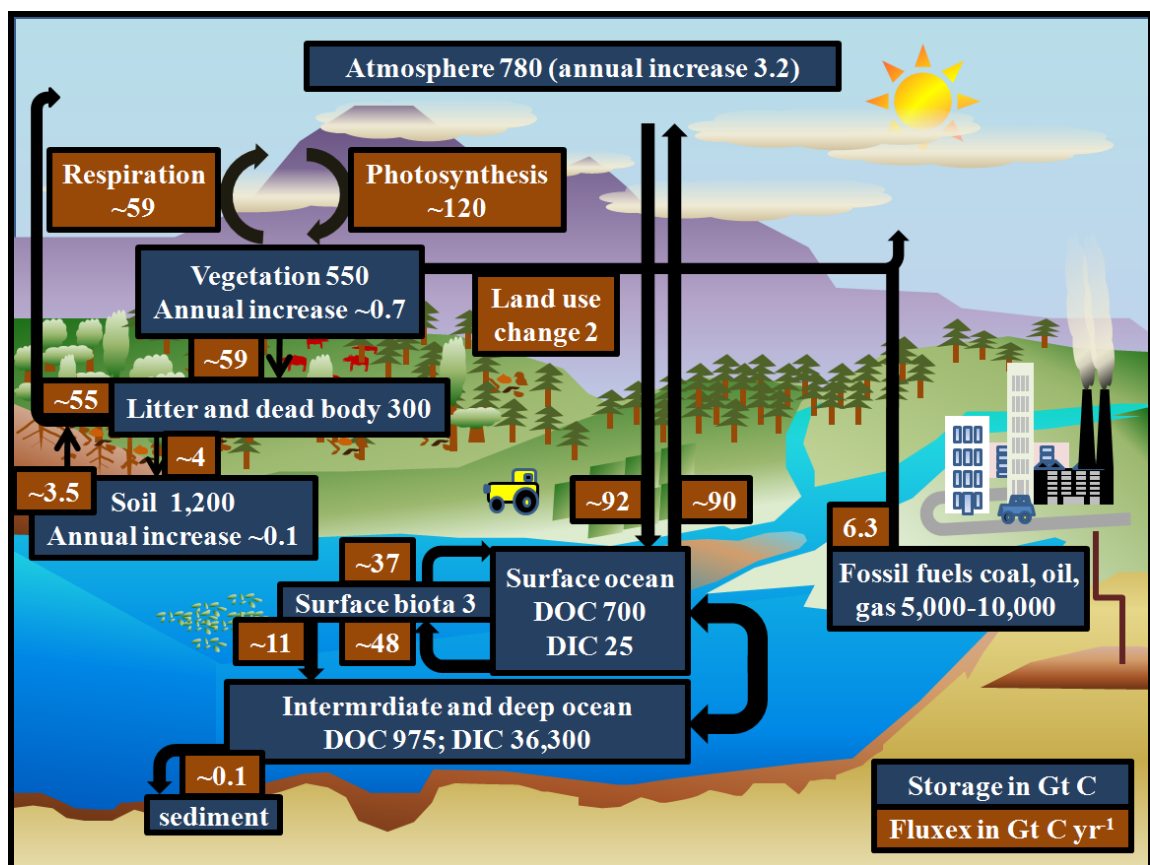 Atmosphere 780 (annual increase 3.2)
Respiration
~59
Photosynthesis
~120
Vegetation 550
Annual increase ~0.7
Land use
change 2
~59
~55
Litter and dead body 300
~4
~3.5
Soil 1,200
Annual increase ~0.1
~92
~90
6.3
Fossil fuels coal, oil,
gas 5,000-10,000
~37
Surface biota 3
~11
~48
Surface ocean
DOC 700
DIC 25
Intermrdiate and deep ocean
DOC 975; DIC 36,300
~0.1
sediment
Storage in Gt C
Fluxex in Gt C yr⁻¹